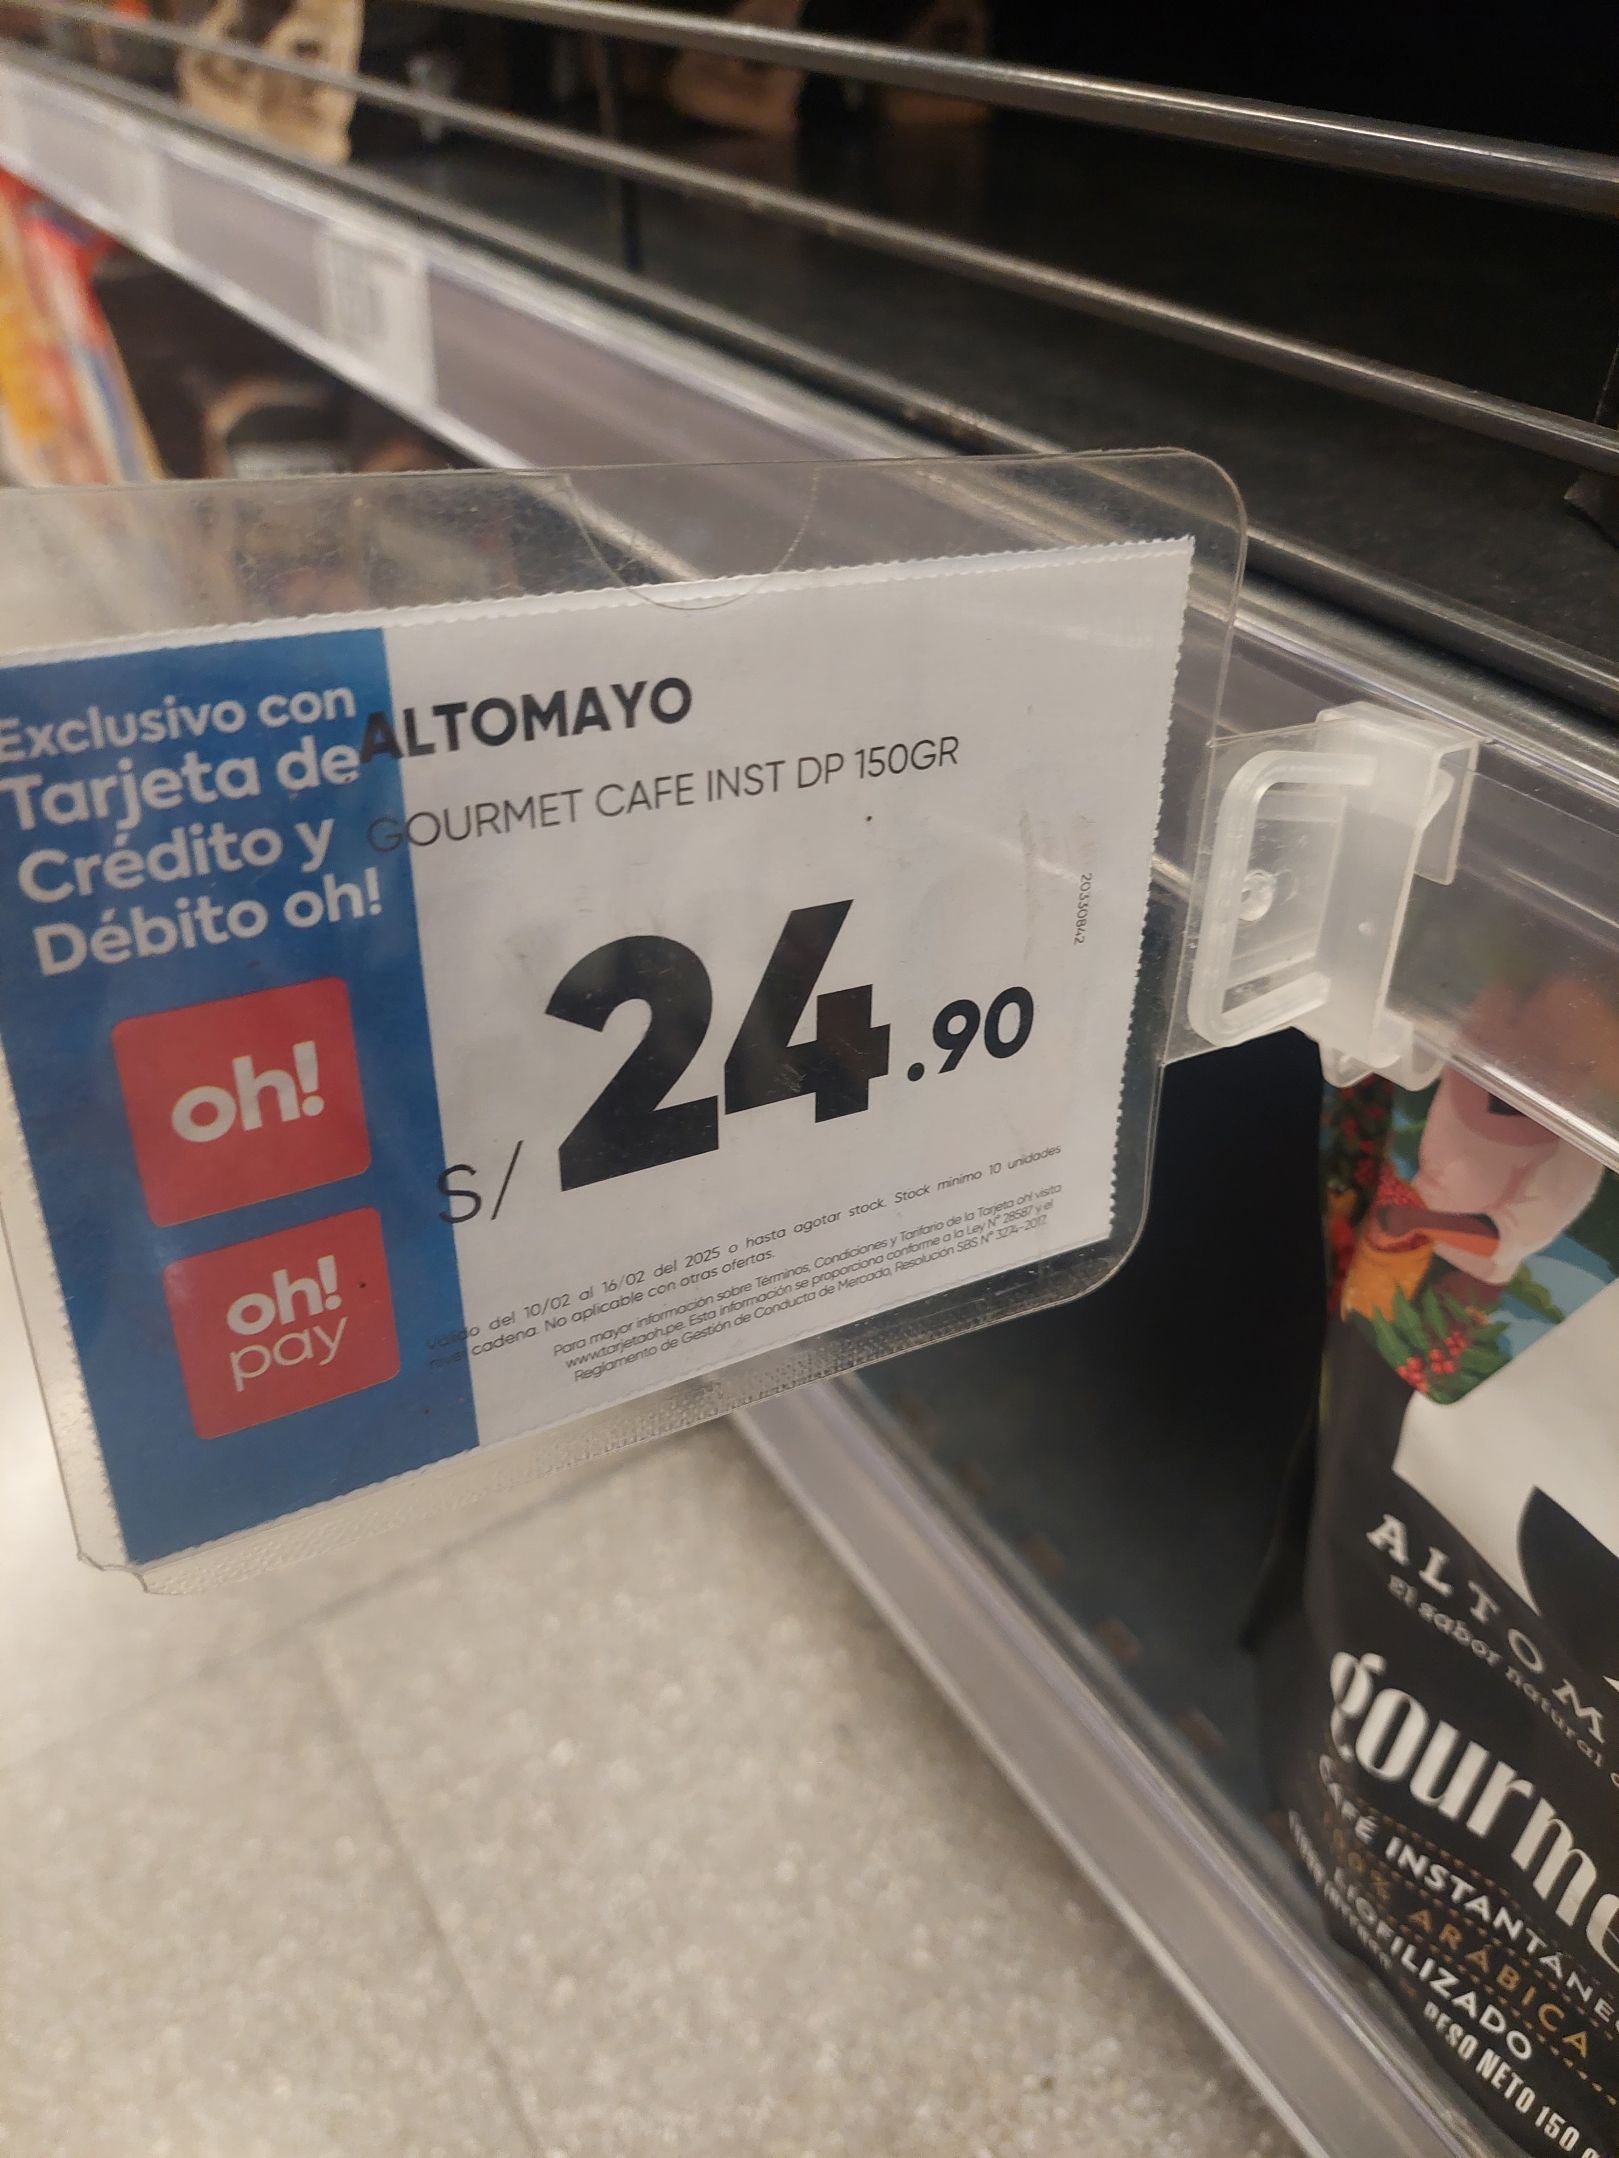 Exclusivo con
Tarjeta de
Crédito y
Débito oh!
oh!
oh!
pay
ALTOMAYO
GOURMET CAFE INST DP 150GR
20330842
S/ 24.90
Valido del 10/02 al 16/02 del 2025 o hasta agotar stock. Stock minimo 10 unidades
nivel cadena. No aplicable con otras ofertas.
Para mayor información sobre Términos, Condiciones y Tarifario de la Tarjeta oh! visita
www.tarjetaoh.pe. Esta información se proporciona conforme a la Ley N° 28587 y el
Reglamento de Gestión de Conducta de Mercado, Resolución SBS N° 3274-2017.
ALTOM
El sabor natural
gourme
CAFÉ INSTANTÁNE
100% ARÁBICA
LIOFILIZADO
PESO NETO 150